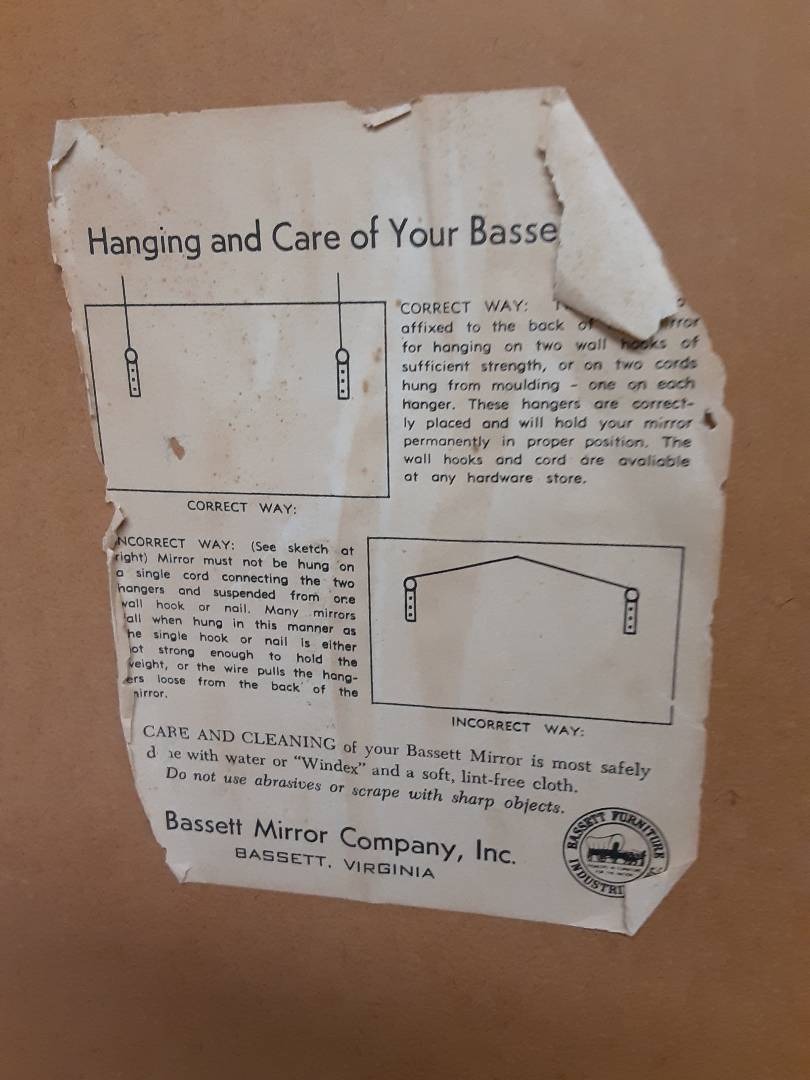 Hanging and Care of Your Basse
CORRECT WAY:
affixed to the back of
for hanging on two wall hooks of
sufficient strength, or on two cords
hung from moulding - one on each
hanger. These hangers are correct-
ly placed and will hold your mirror
permanently in proper position. The
wall hooks and cord are available
at any hardware store.
CORRECT WAY:
NCORRECT WAY: (See sketch at
right) Mirror must not be hung on
a single cord connecting the two
hangers and suspended from one
wall hook or nail. Many mirrors
all when hung in this manner as
he single hook or nail is either
ot strong enough to hold the
weight, or the wire pulls the hang-
ers loose from the back of the
mirror.
INCORRECT WAY:
CARE AND CLEANING of your Bassett Mirror is most safely
d ne with water or "Windex" and a soft, lint-free cloth.
Do not use abrasives or scrape with sharp objects.
Bassett Mirror Company, Inc.
BASSETT, VIRGINIA
BASSETT FURNITURE
INDUSTRI